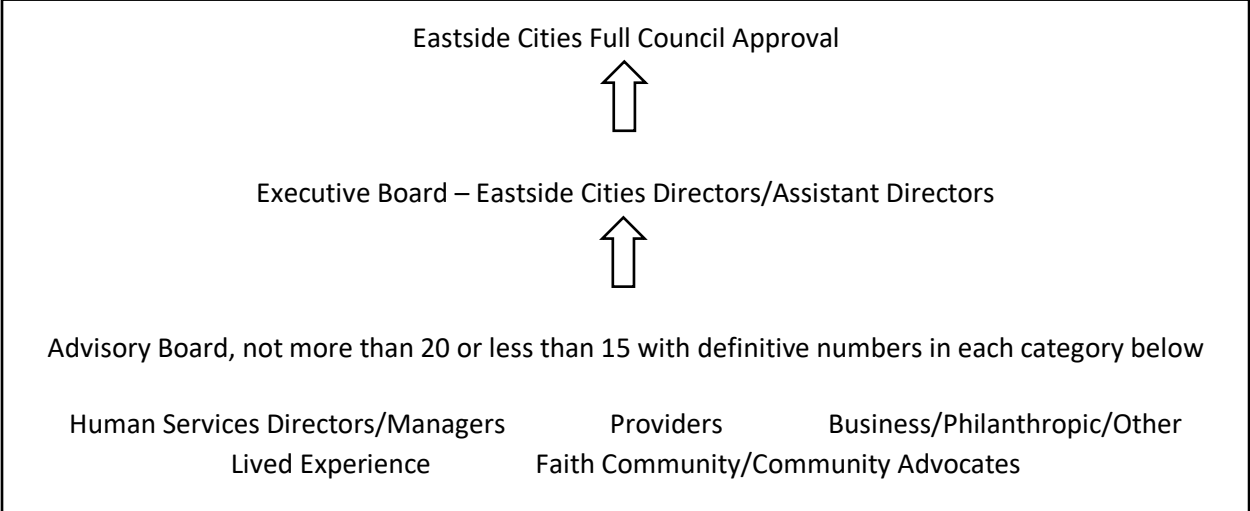 Eastside Cities Full Council Approval
Executive Board – Eastside Cities Directors/Assistant Directors
Advisory Board, not more than 20 or less than 15 with definitive numbers in each category below
Human Services Directors/Managers Providers Business/Philanthropic/Other
Lived Experience Faith Community/Community Advocates